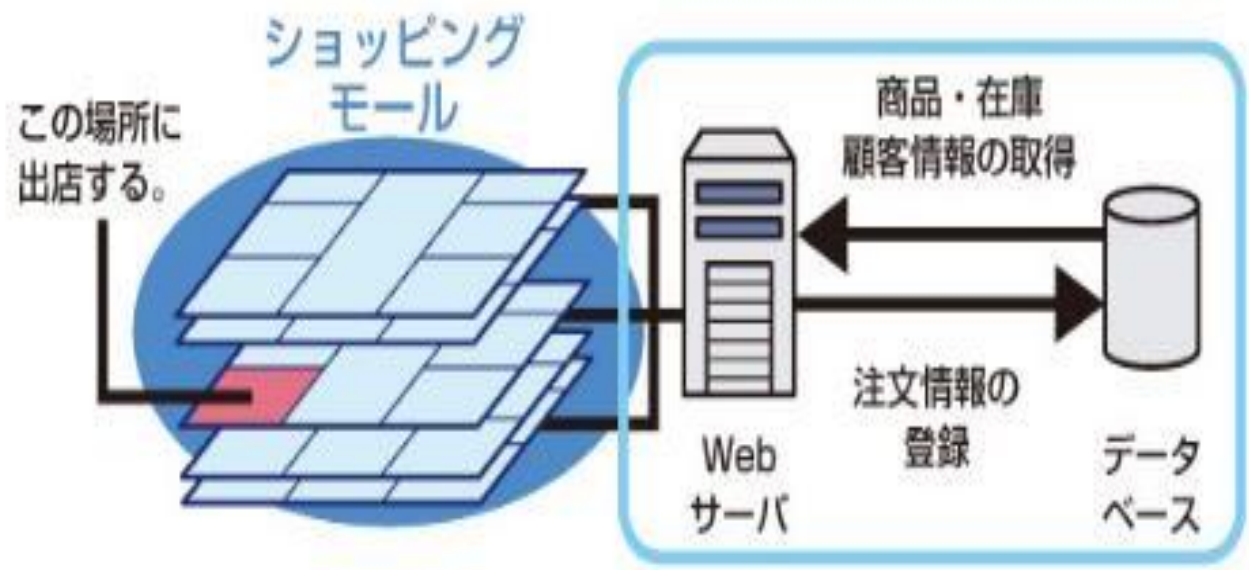 ショッピング
モール
この場所に
出店する。
商品・在庫
顧客情報の取得
注文情報の
登録
Web
サーバ
データ
ベース